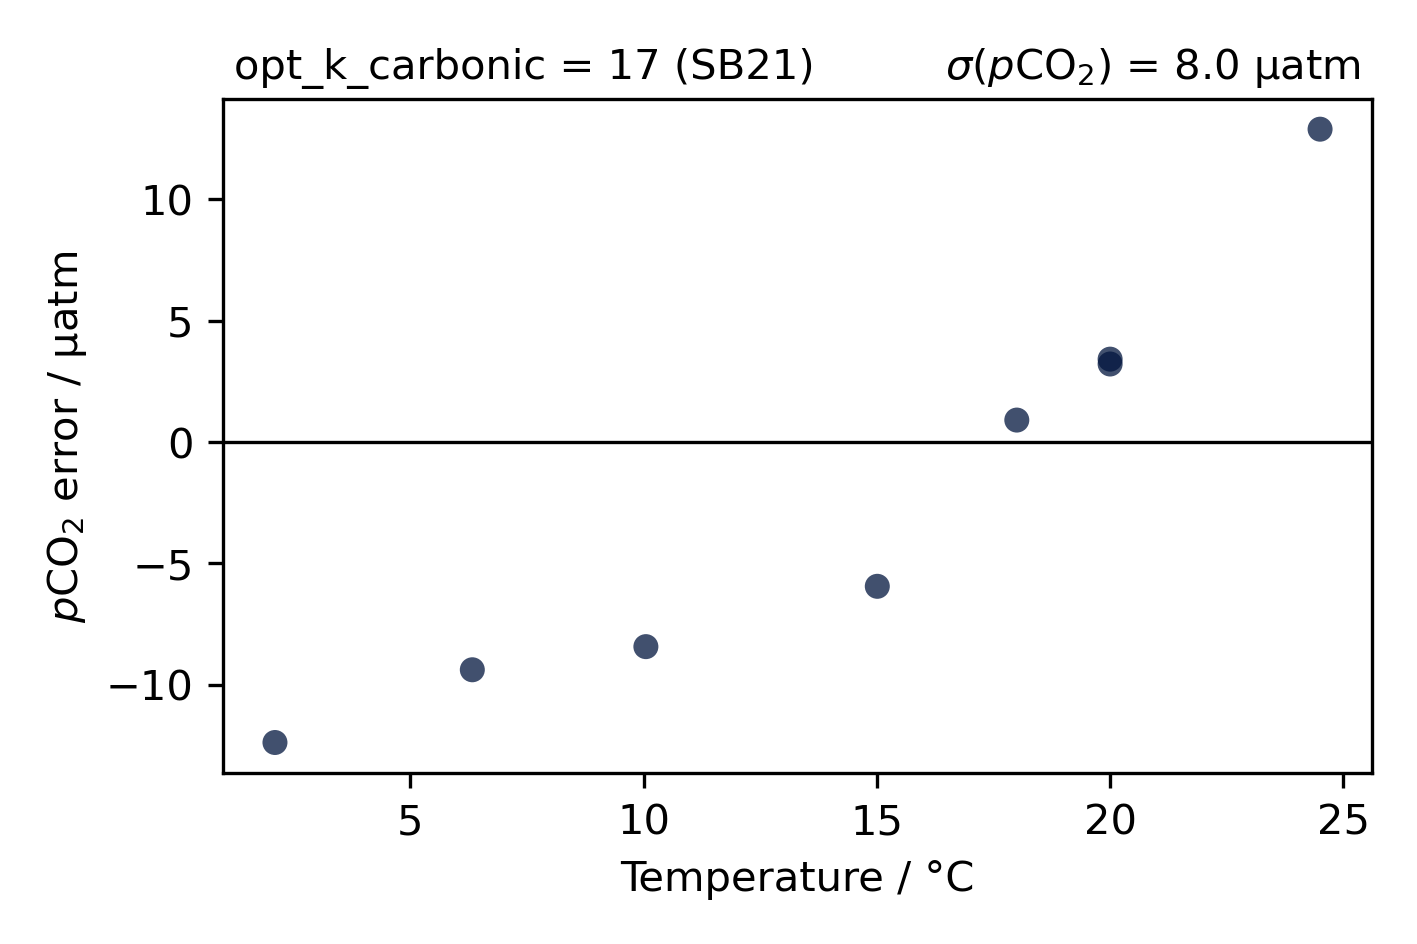 opt_k_carbonic = 17 (SB21)
σ(pCO₂) = 8.0 µatm
pCO₂ error / µatm
10
5
0
−5
−10
5
10
15
20
25
Temperature / °C